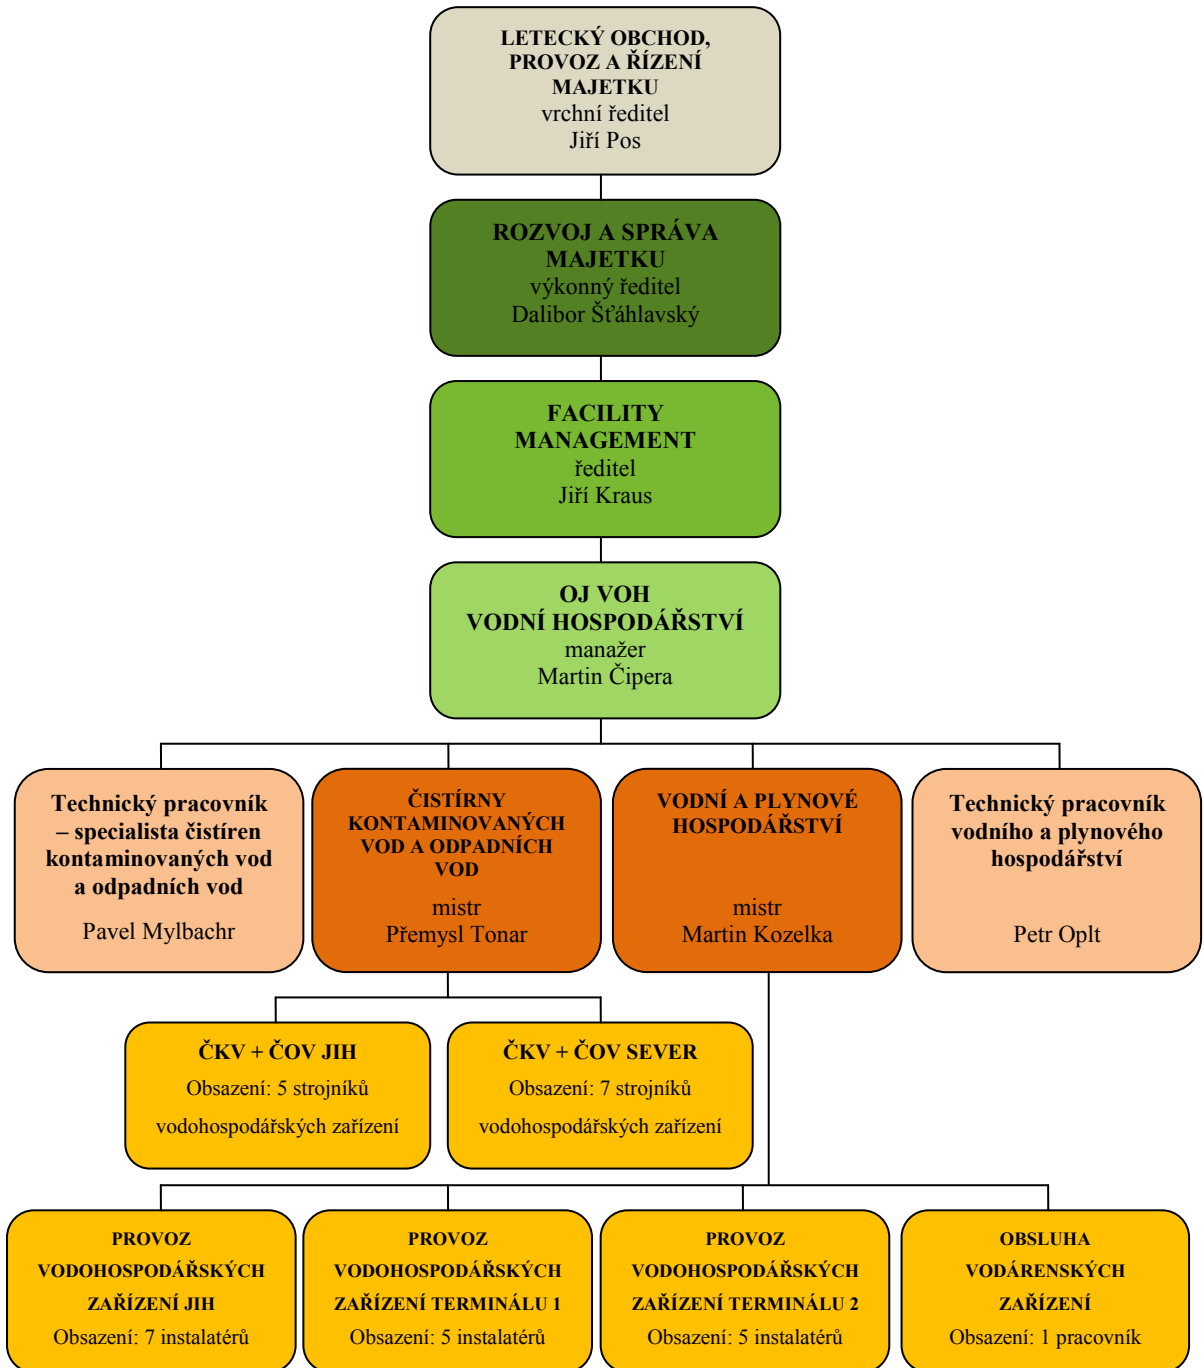 LETECKÝ OBCHOD,
PROVOZ A ŘÍZENÍ
MAJETKU
vrchní ředitel
Jiří Pos
ROZVOJ A SPRÁVA
MAJETKU
výkonný ředitel
Dalibor Šťáhlavský
FACILITY
MANAGEMENT
ředitel
Jiří Kraus
OJ VOH
VODNÍ HOSPODÁŘSTVÍ
manažer
Martin Čipera
Technický pracovník
– specialista čistíren
kontaminovaných vod
a odpadních vod
Pavel Mylbachr
ČISTÍRNY
KONTAMINOVANÝCH
VOD A ODPADNÍCH
VOD
mistr
Přemysl Tonar
VODNÍ A PLYNOVÉ
HOSPODÁŘSTVÍ
mistr
Martin Kozelka
Technický pracovník
vodního a plynového
hospodářství
Petr Oplt
ČKV + ČOV JIH
Obsazení: 5 strojníků
vodohospodářských zařízení
ČKV + ČOV SEVER
Obsazení: 7 strojníků
vodohospodářských zařízení
PROVOZ
VODOHOSPODÁŘSKÝCH
ZAŘÍZENÍ JIH
Obsazení: 7 instalatérů
PROVOZ
VODOHOSPODÁŘSKÝCH
ZAŘÍZENÍ TERMINÁLU 1
Obsazení: 5 instalatérů
PROVOZ
VODOHOSPODÁŘSKÝCH
ZAŘÍZENÍ TERMINÁLU 2
Obsazení: 5 instalatérů
OBSLUHA
VODÁRENSKÝCH
ZAŘÍZENÍ
Obsazení: 1 pracovník